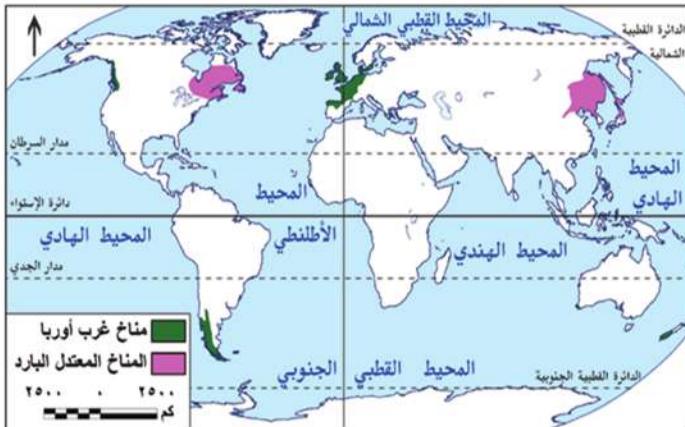 المحيط القطبي الشمالي
الدائرة القطبية
الشمالية
مدار السرطان
المحيط
الهادي
المحيط
دائرة الإستواء
الأطلنطي
المحيط الهندي
المحيط الهادي
مدار الجدي
مناخ غرب أوربا
المناخ المعتدل البارد
٢٥٠٠ ٠ ٢٥٠٠
كم
المحيط القطبي الجنوبي
الدائرة القطبية الجنوبية